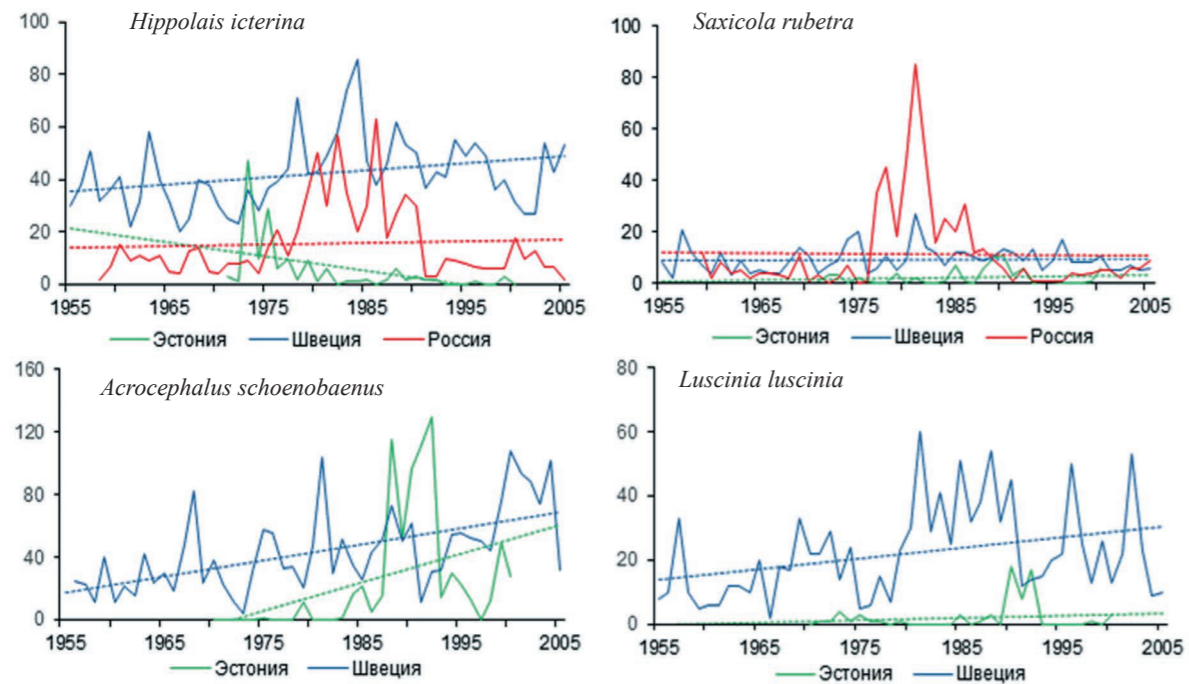 Hippolais icterina
100
80
60
40
20
0
1955 1965 1975 1985 1995 2005
Эстония Швеция Россия
Saxicola rubetra
100
80
60
40
20
0
1955 1965 1975 1985 1995 2005
Эстония Швеция Россия
Acrocephalus schoenobaenus
160
120
80
40
0
1955 1965 1975 1985 1995 2005
Эстония Швеция
Luscinia luscinia
80
60
40
20
0
1955 1965 1975 1985 1995 2005
Эстония Швеция